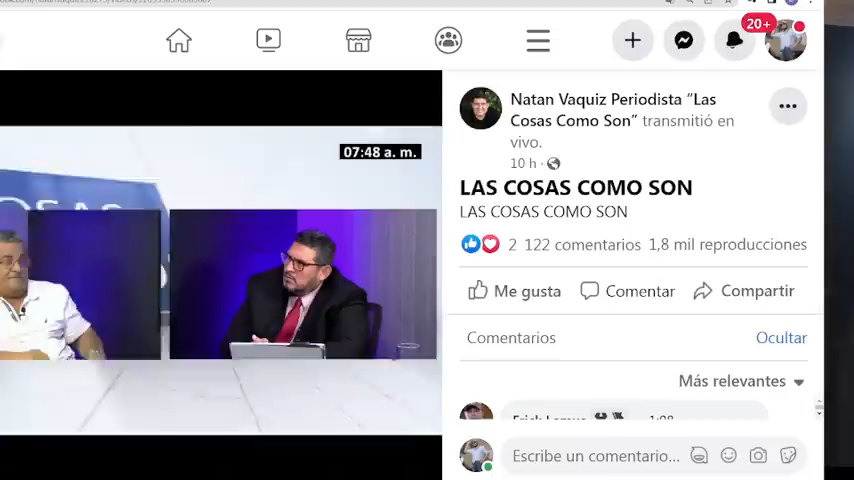 20+
Natan Vaquiz Periodista “Las
Cosas Como Son” transmitió en
vivo.
10 h ·
07:48 a. m.
LAS COSAS COMO SON
LAS COSAS COMO SON
2 122 comentarios 1,8 mil reproducciones
Me gusta Comentar Compartir
Comentarios Ocultar
Más relevantes
Escribe un comentario...